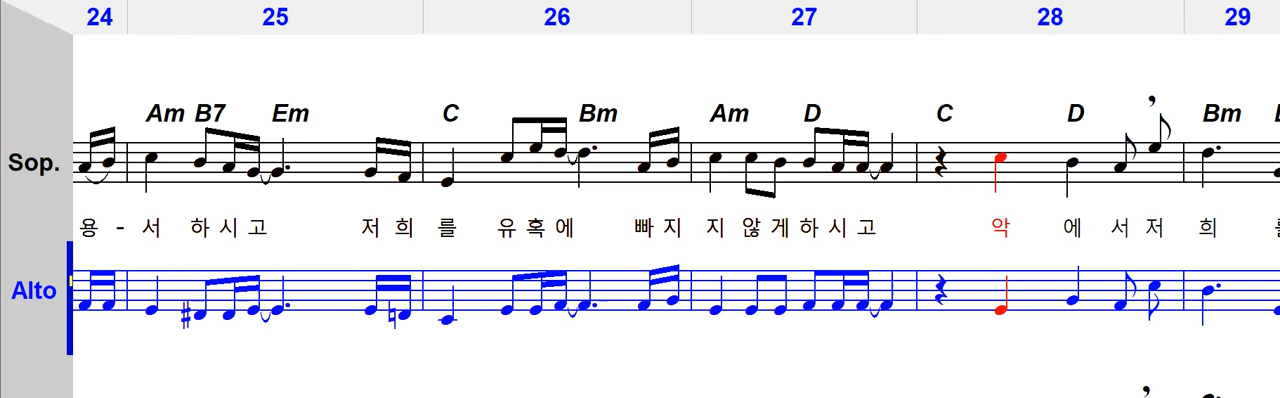 24 25 26 27 28 29
Am B7 Em C Bm Am D C D Bm
Sop.
용 - 서 하 시 고 저 희 를 유 혹 에 빠 지 지 않 게 하 시 고 악 에 서 저 희
Alto